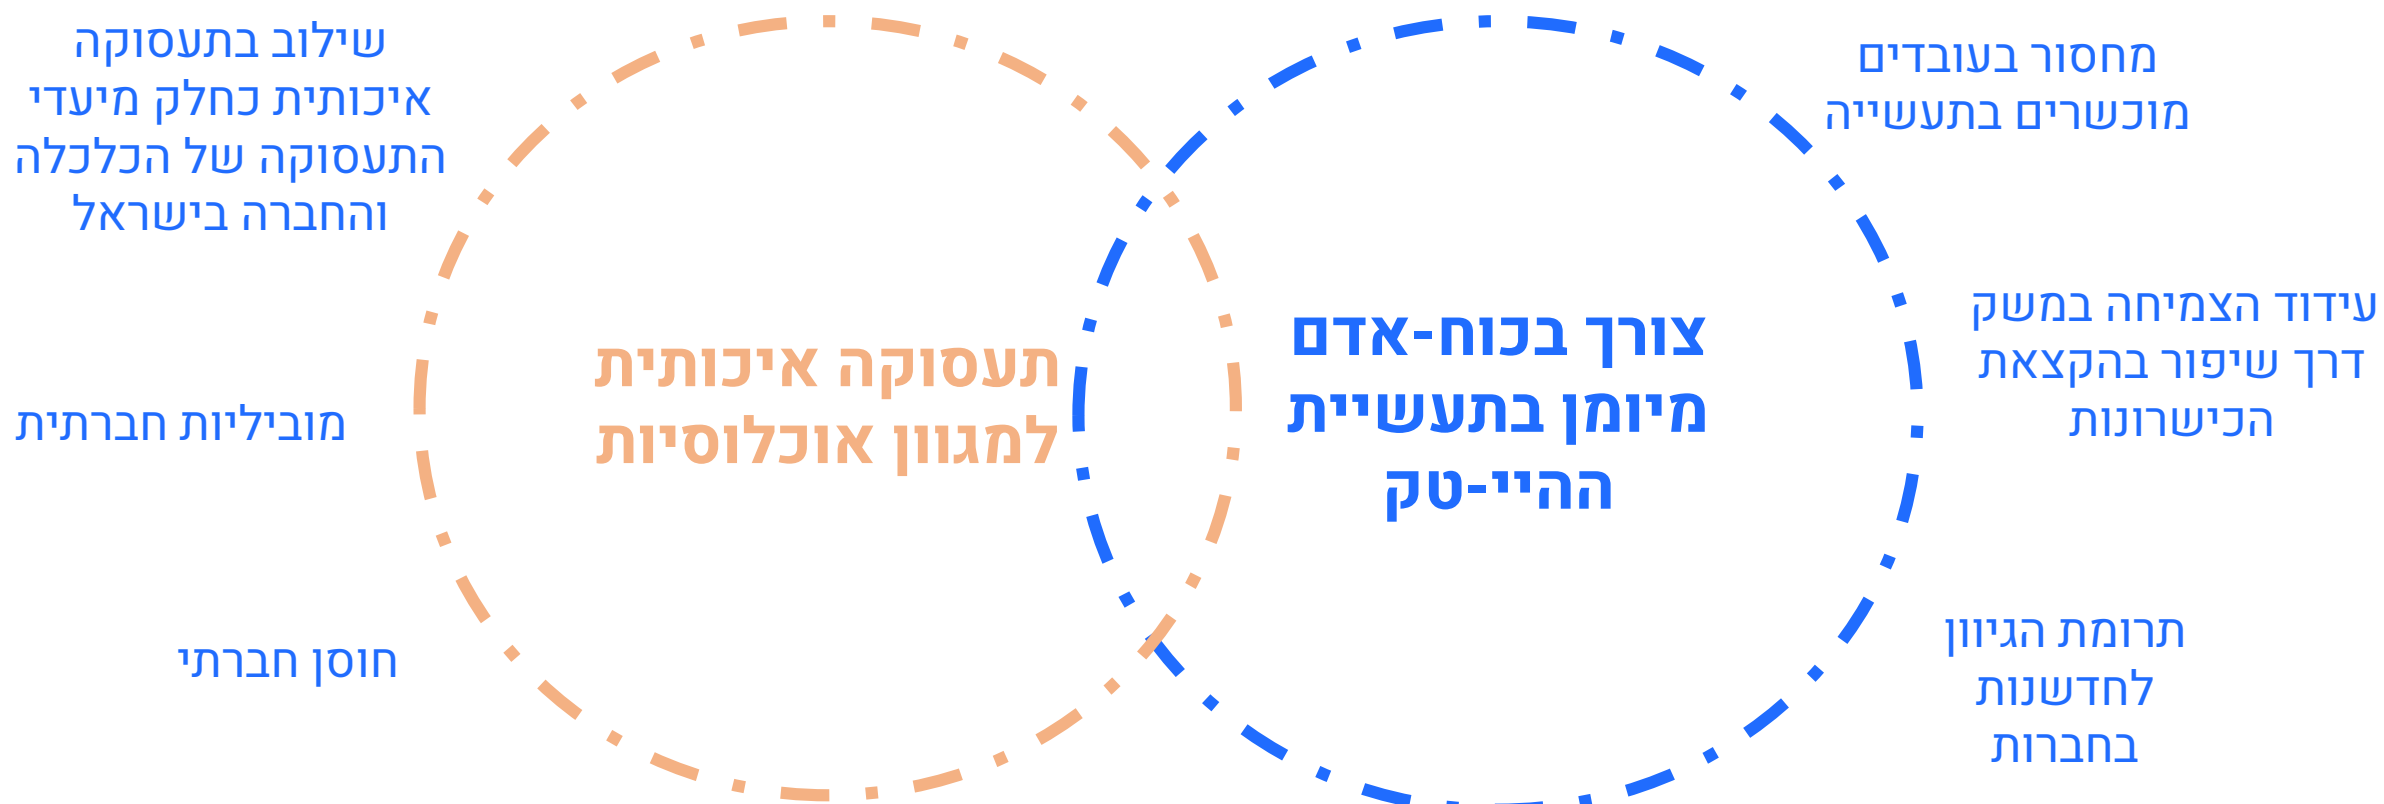 מחסור בעובדים
מוכשרים בתעשייה
עידוד הצמיחה במשק
דרך שיפור בהקצאת
הכישרונות
תרומת הגיוון
לחדשנות
בחברות
צורך בכוח-אדם
מיומן בתעשיית
ההיי-טק
תעסוקה איכותית
למגוון אוכלוסיות
שילוב בתעסוקה
איכותית כחלק מיעדי
התעסוקה של הכלכלה
והחברה בישראל
מוביליות חברתית
חוסן חברתי